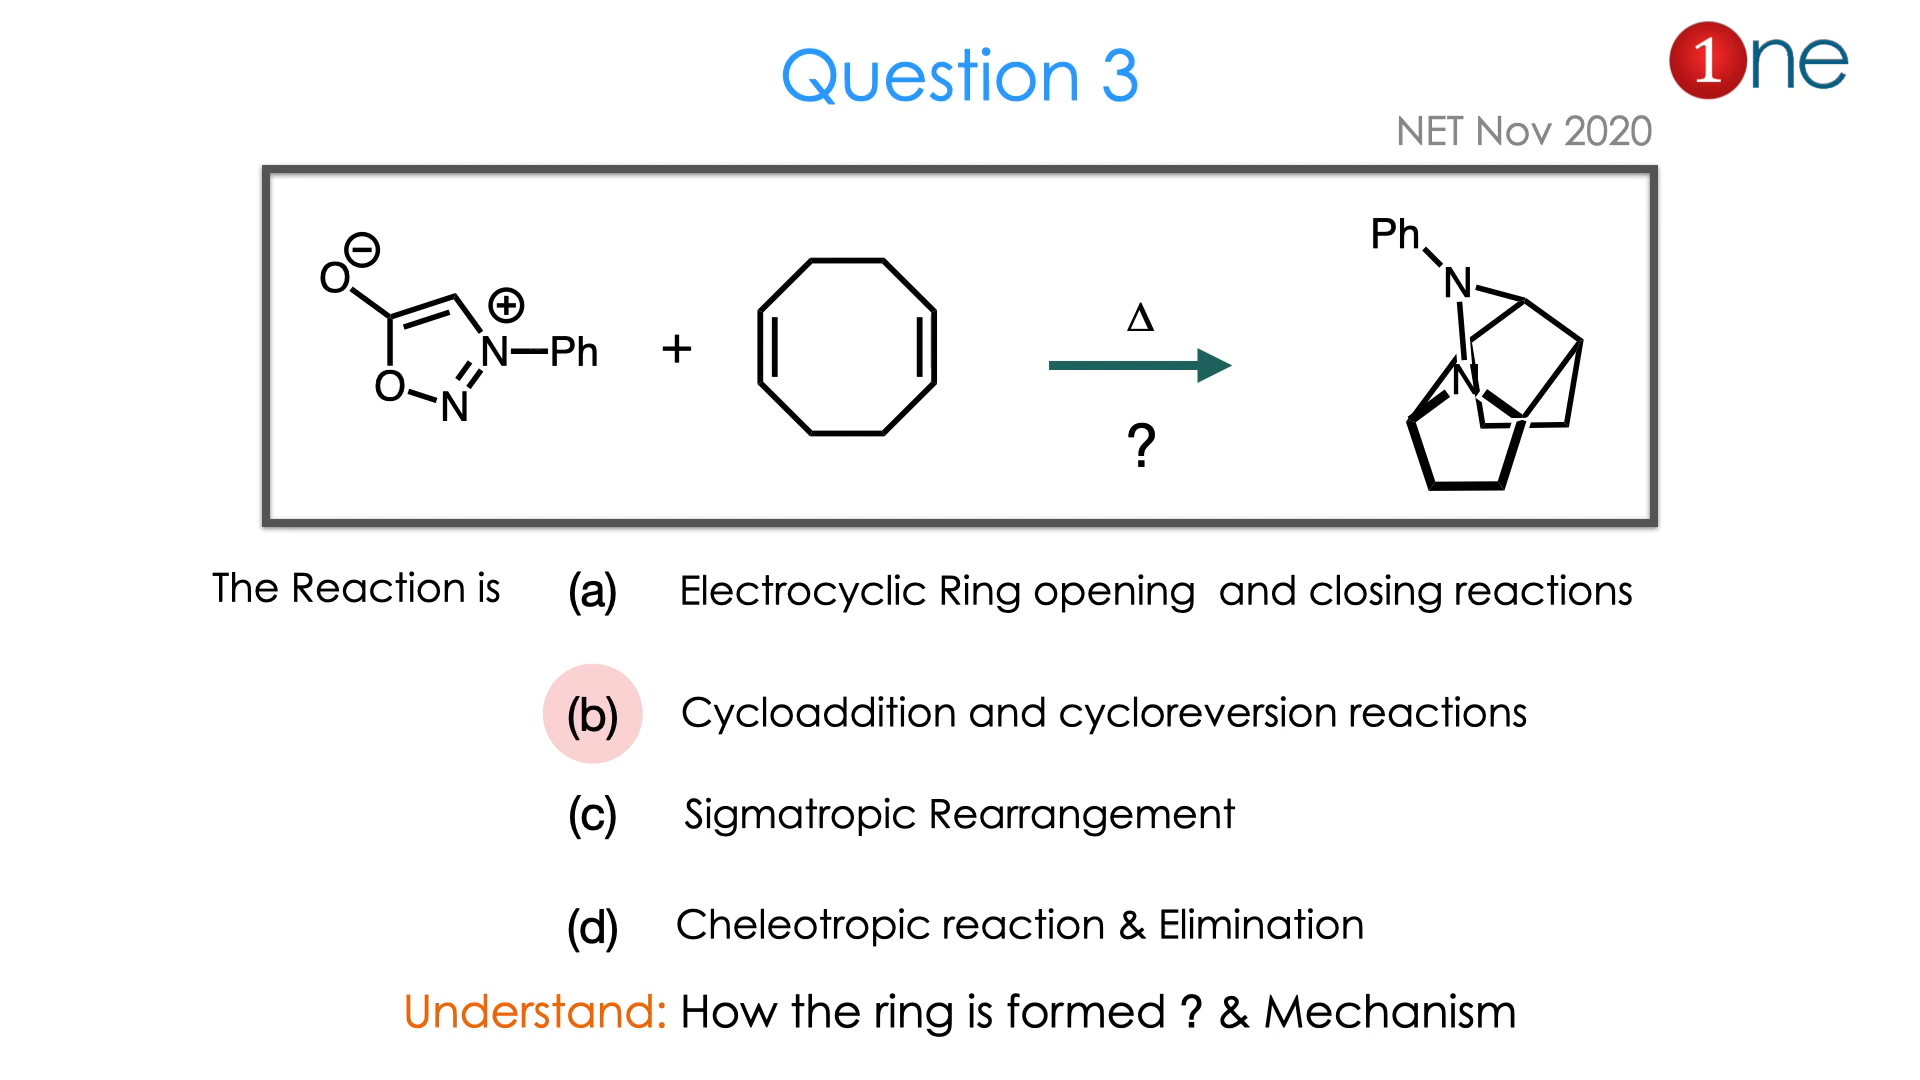 Question 3
1ne
NET Nov 2020
O ⊖
⊕
N—Ph
O
N
+
Δ
?
Ph
N
N
The Reaction is (a) Electrocyclic Ring opening and closing reactions
(b) Cycloaddition and cycloreversion reactions
(c) Sigmatropic Rearrangement
(d) Cheleotropic reaction & Elimination
Understand: How the ring is formed ? & Mechanism